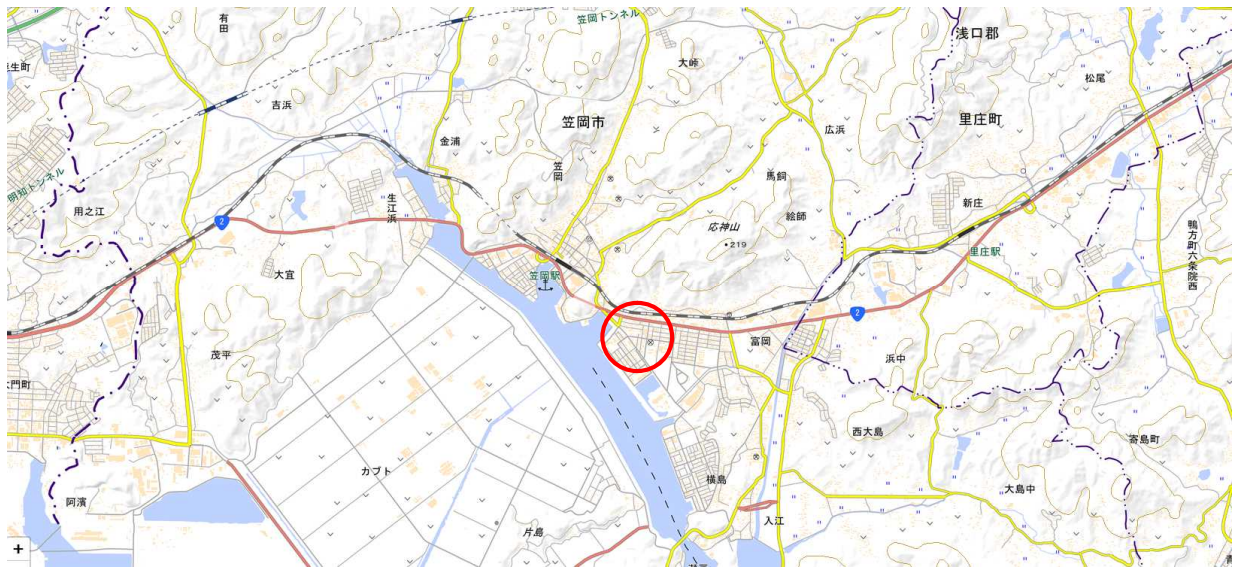 有田
笠岡トンネル
浅口郡
大峠
松尾
吉浜
笠岡市
里庄町
広浜
金浦
笠岡
馬飼
明知トンネル
生江浜
用之江
2
絵師
新庄
応神山
・219
鴨方町六条院西
里庄駅
大宜
笠岡駅
2
茂平
富岡
浜中
大門町
西大島
寄島町
カブト
横島
大島中
阿濱
片島
入江
+